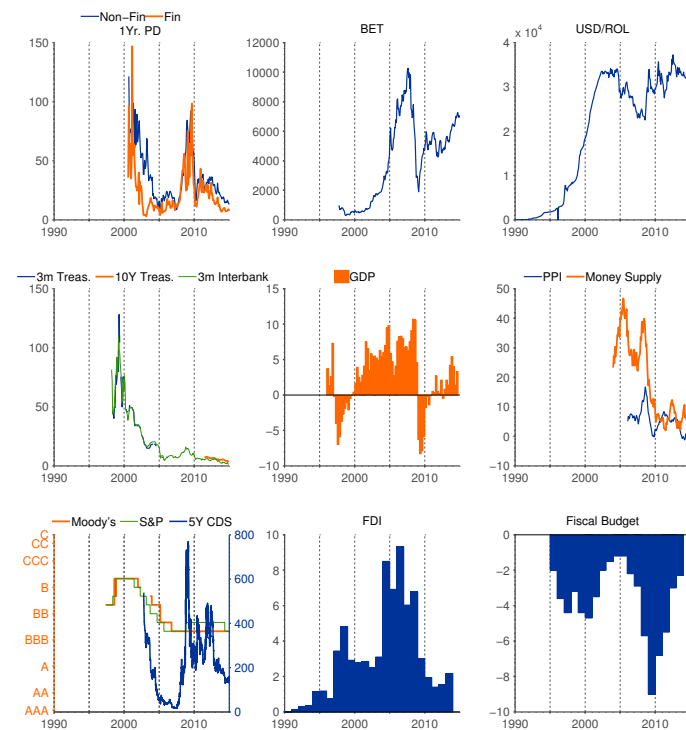 Non−Fin Fin
1Yr. PD
150
100
50
0
1990 2000 2010
BET
12000
10000
8000
6000
4000
2000
0
1990 2000 2010
USD/ROL
x 10⁴
4
3
2
1
0
1990 2000 2010
3m Treas. 10Y Treas. 3m Interbank
150
100
50
0
1990 2000 2010
GDP
15
10
5
0
−5
−10
1990 2000 2010
PPI Money Supply
50
40
30
20
10
0
−10
1990 2000 2010
Moody's S&P 5Y CDS
C
CC
CCC
B
BB
BBB
A
AA
AAA
800
600
400
200
0
1990 2000 2010
FDI
10
8
6
4
2
0
1990 2000 2010
Fiscal Budget
0
−2
−4
−6
−8
−10
1990 2000 2010